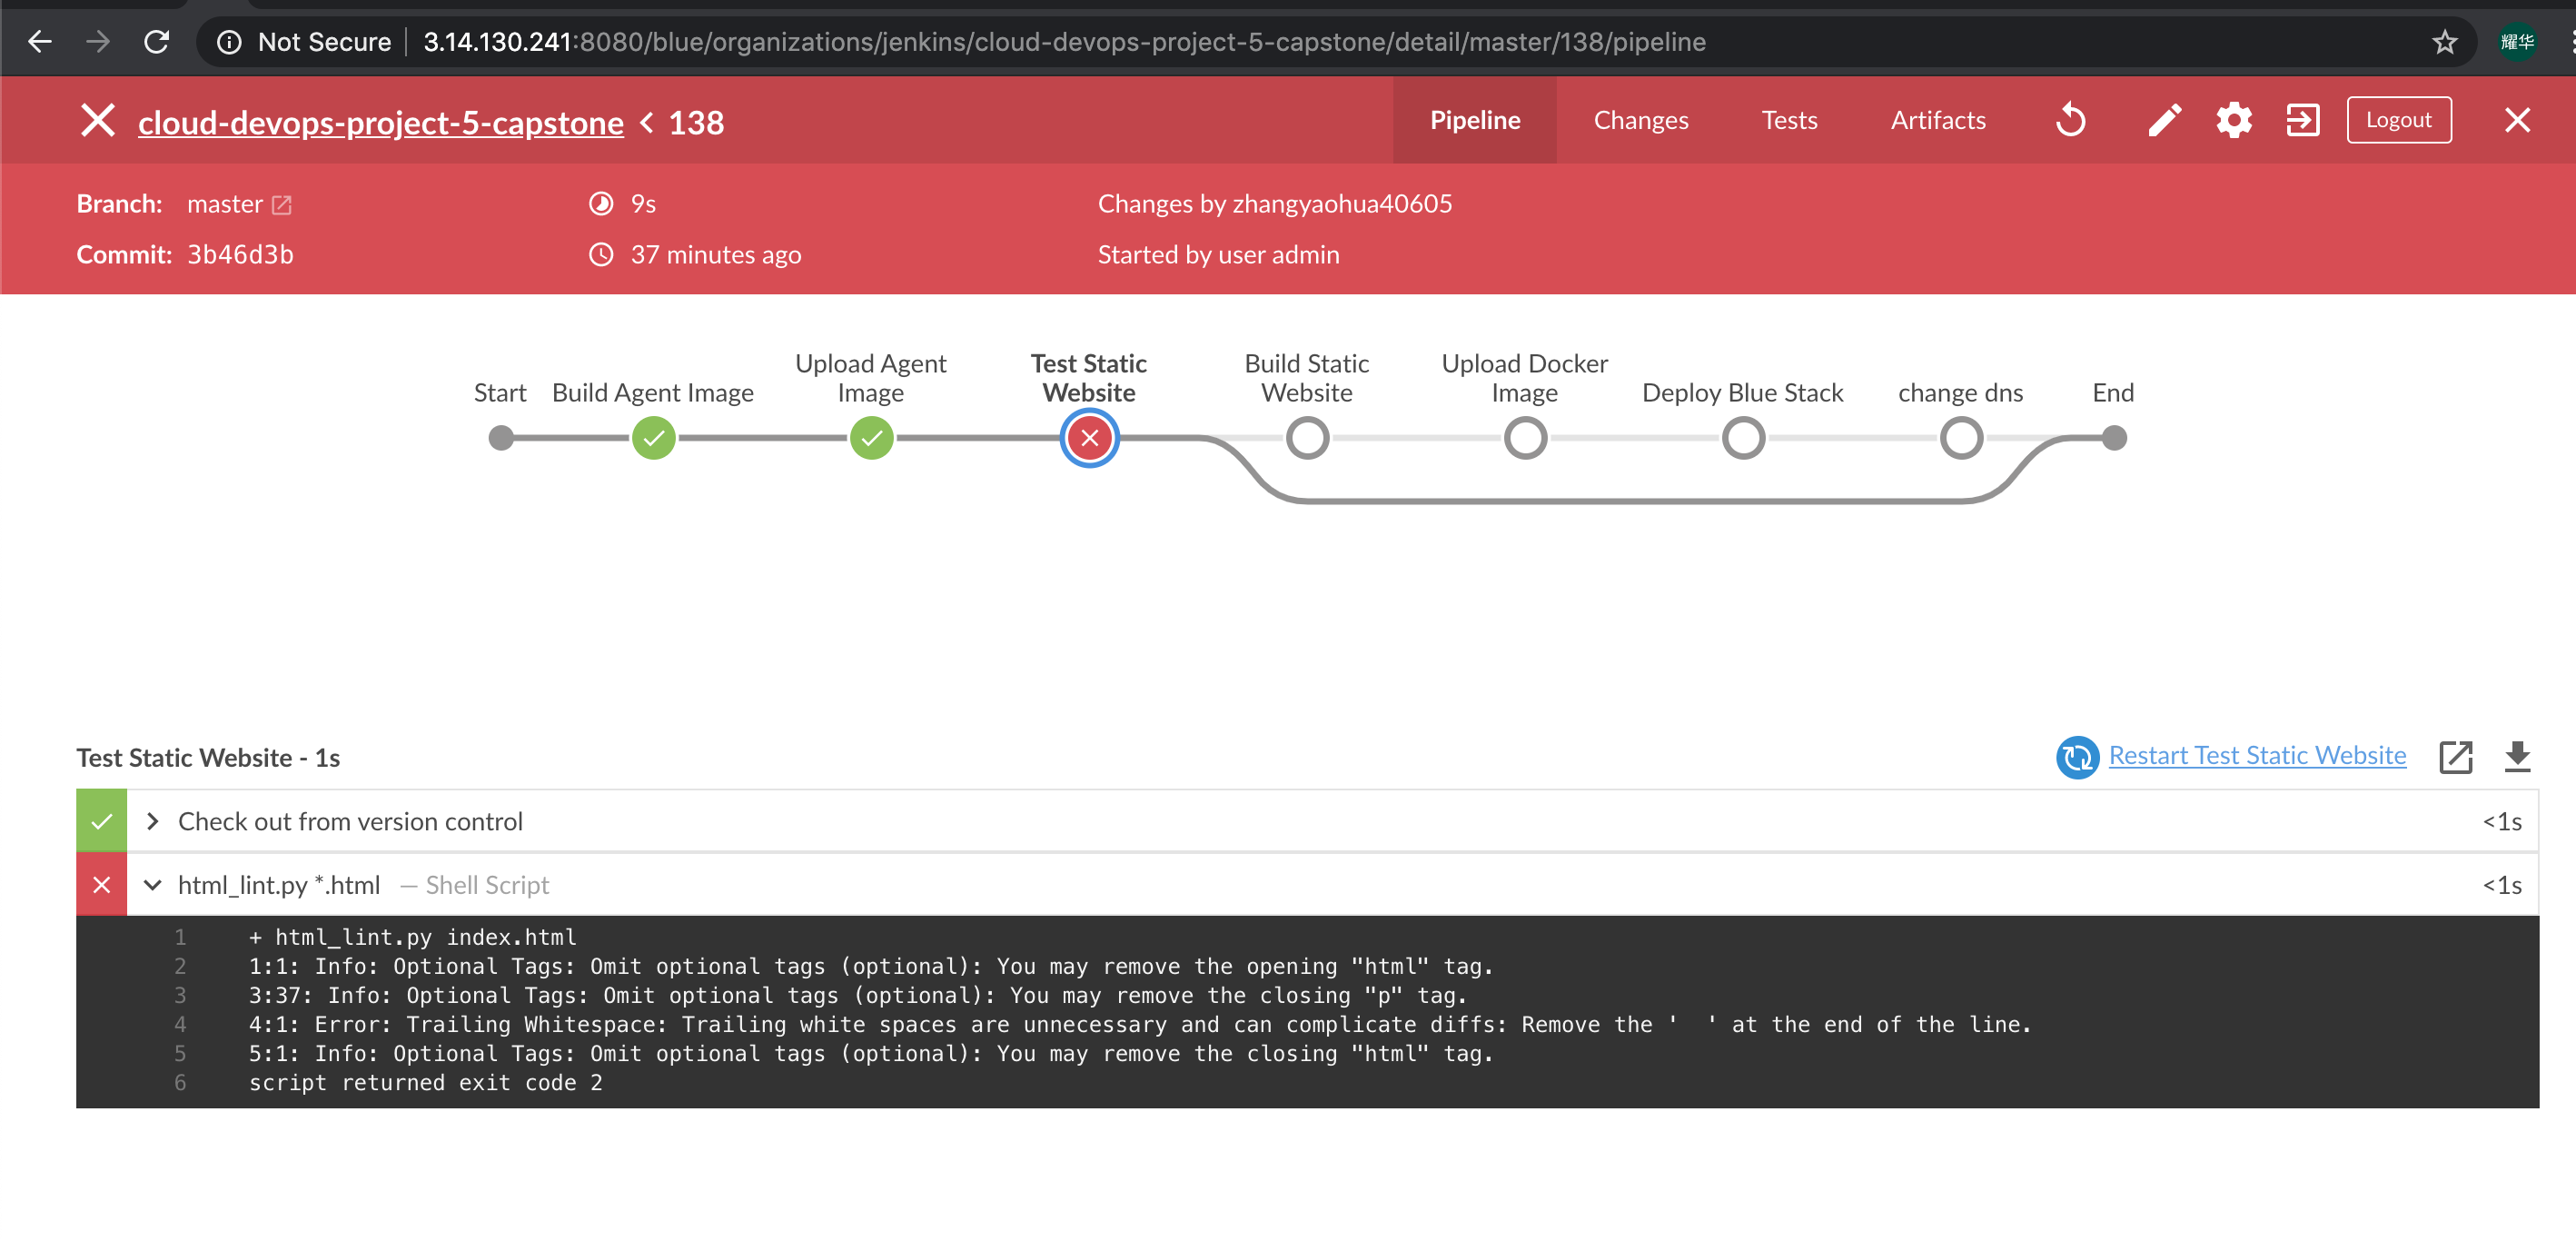 Not Secure 3.14.130.241:8080/blue/organizations/jenkins/cloud-devops-project-5-capstone/detail/master/138/pipeline 耀华
cloud-devops-project-5-capstone < 138 Pipeline Changes Tests Artifacts Logout
Branch: master 9s Changes by zhangyaohua40605
Commit: 3b46d3b 37 minutes ago Started by user admin
Start
Build Agent Image
Upload Agent
Image
Test Static
Website
Build Static
Website
Upload Docker
Image
Deploy Blue Stack
change dns
End
Test Static Website - 1s Restart Test Static Website
Check out from version control <1s
html_lint.py *.html — Shell Script <1s
1 + html_lint.py index.html
2 1:1: Info: Optional Tags: Omit optional tags (optional): You may remove the opening "html" tag.
3 3:37: Info: Optional Tags: Omit optional tags (optional): You may remove the closing "p" tag.
4 4:1: Error: Trailing Whitespace: Trailing white spaces are unnecessary and can complicate diffs: Remove the '  ' at the end of the line.
5 5:1: Info: Optional Tags: Omit optional tags (optional): You may remove the closing "html" tag.
6 script returned exit code 2